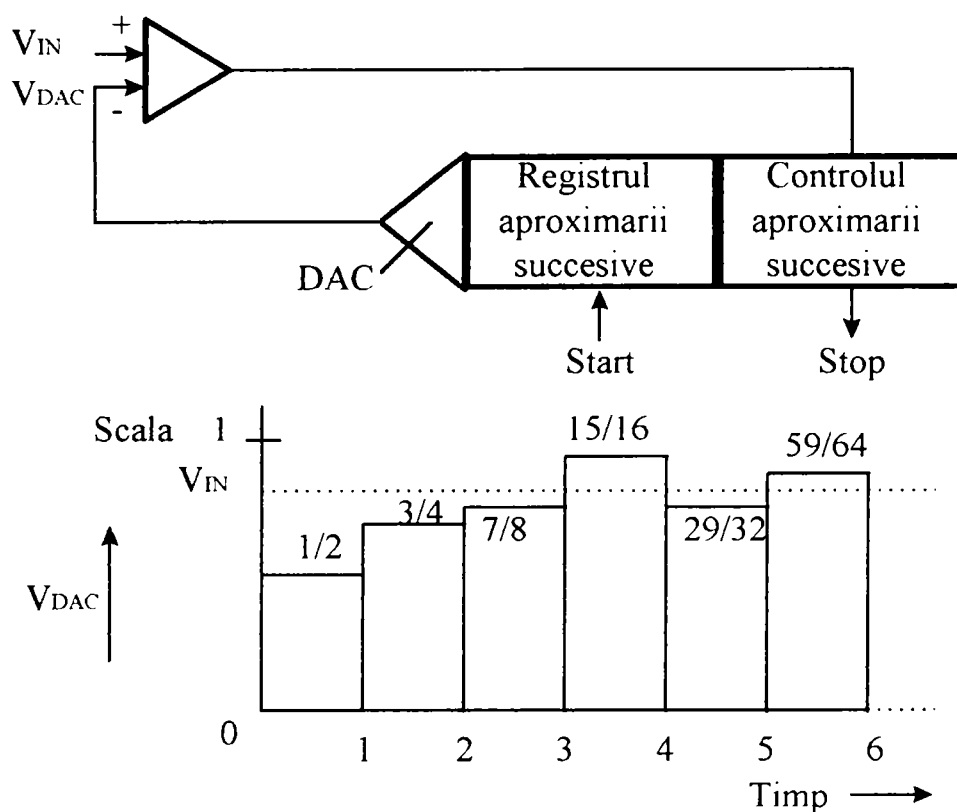 VIN
+
VDAC
-
Registrul
aproximarii
succesive
Controlul
aproximarii
succesive
DAC
Start
Stop
Scala 1
VIN
VDAC
1/2
3/4
7/8
15/16
29/32
59/64
0
1 2 3 4 5 6
Timp